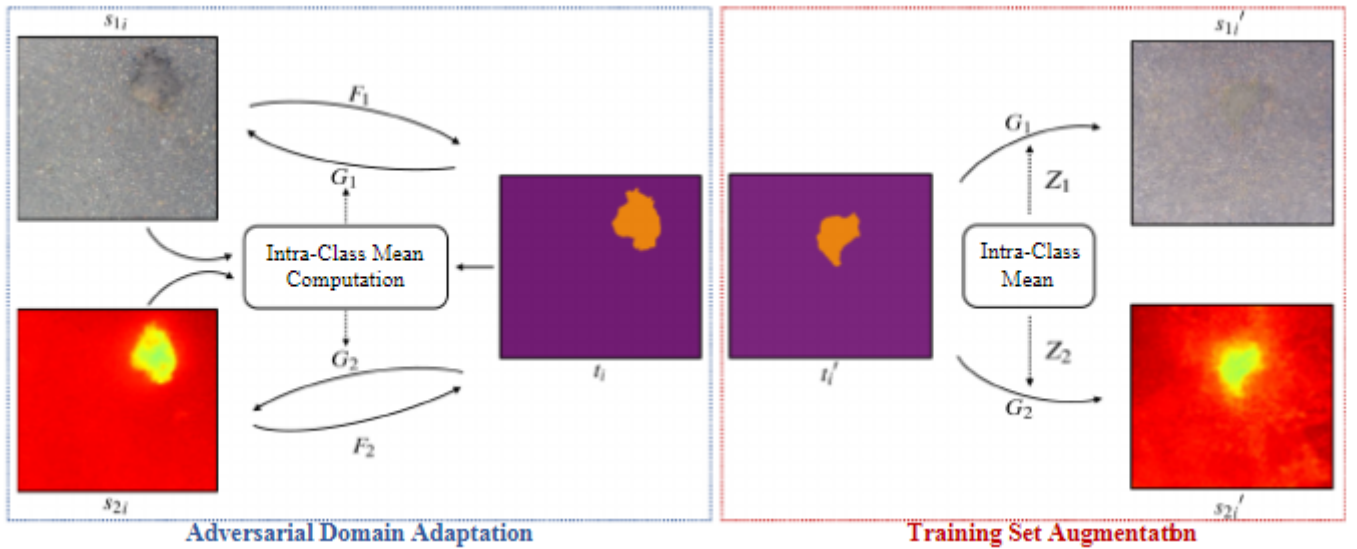 s₁ᵢ
F₁
G₁
Intra-Class Mean
Computation
G₂
F₂
s₂ᵢ
tᵢ
Adversarial Domain Adaptation
s₁ᵢ′
G₁
Z₁
Intra-Class
Mean
Z₂
G₂
tᵢ′
s₂ᵢ′
Training Set Augmentation